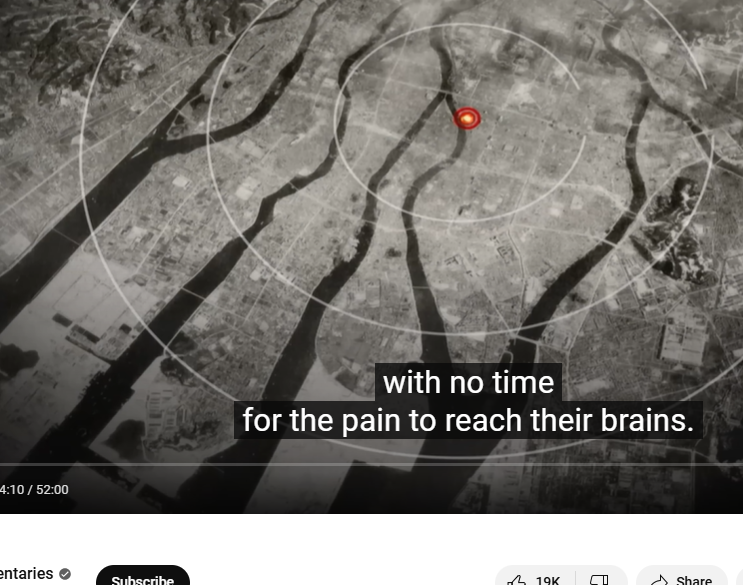 with no time
for the pain to reach their brains.
4:10 / 52:00
entaries
Subscribe
19K
Share